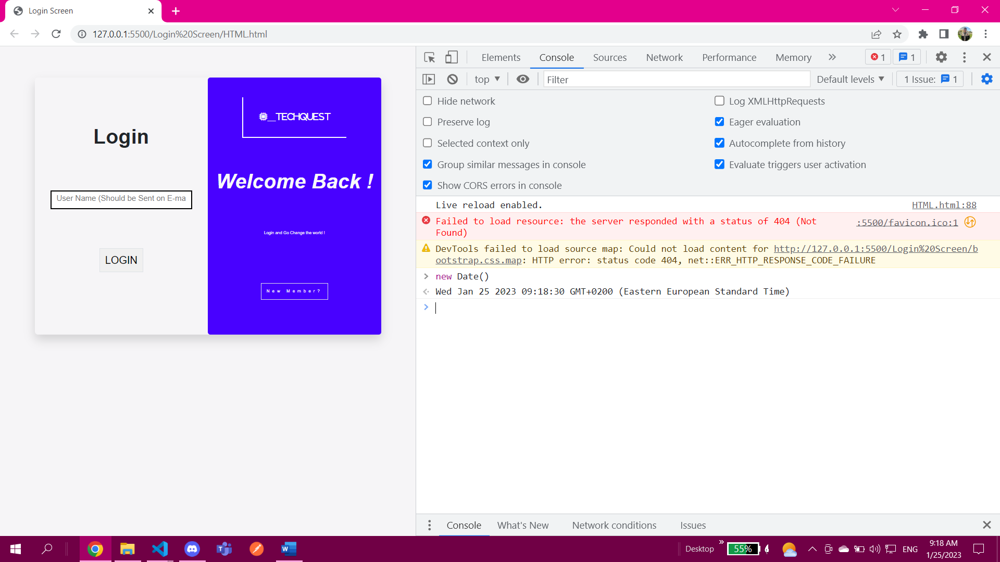 Login Screen
127.0.0.1:5500/Login%20Screen/HTML.html
Login
User Name (Should be Sent on E-ma
LOGIN
_TECHQUEST
Welcome Back !
Login and Go Change the world !
New Member?
Elements Console Sources Network Performance Memory 1 1
top Filter Default levels 1 Issue: 1
Hide network Log XMLHttpRequests
Preserve log Eager evaluation
Selected context only Autocomplete from history
Group similar messages in console Evaluate triggers user activation
Show CORS errors in console
Live reload enabled. HTML.html:88
Failed to load resource: the server responded with a status of 404 (Not :5500/favicon.ico:1
Found)
DevTools failed to load source map: Could not load content for http://127.0.0.1:5500/Login%20Screen/b
ootstrap.css.map: HTTP error: status code 404, net::ERR_HTTP_RESPONSE_CODE_FAILURE
new Date()
Wed Jan 25 2023 09:18:30 GMT+0200 (Eastern European Standard Time)
Console What's New Network conditions Issues
Desktop 55% ENG 9:18 AM
1/25/2023